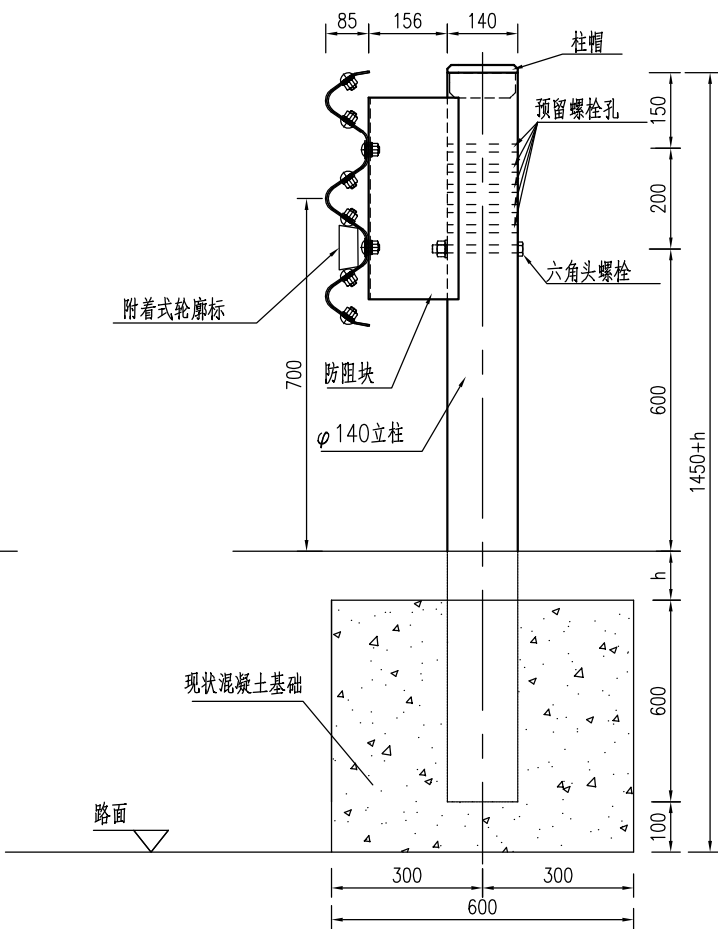 85
156
140
柱帽
预留螺栓孔
150
200
六角头螺栓
附着式轮廓标
防阻块
700
φ140立柱
600
1450+h
h
现状混凝土基础
600
路面
100
300
300
600